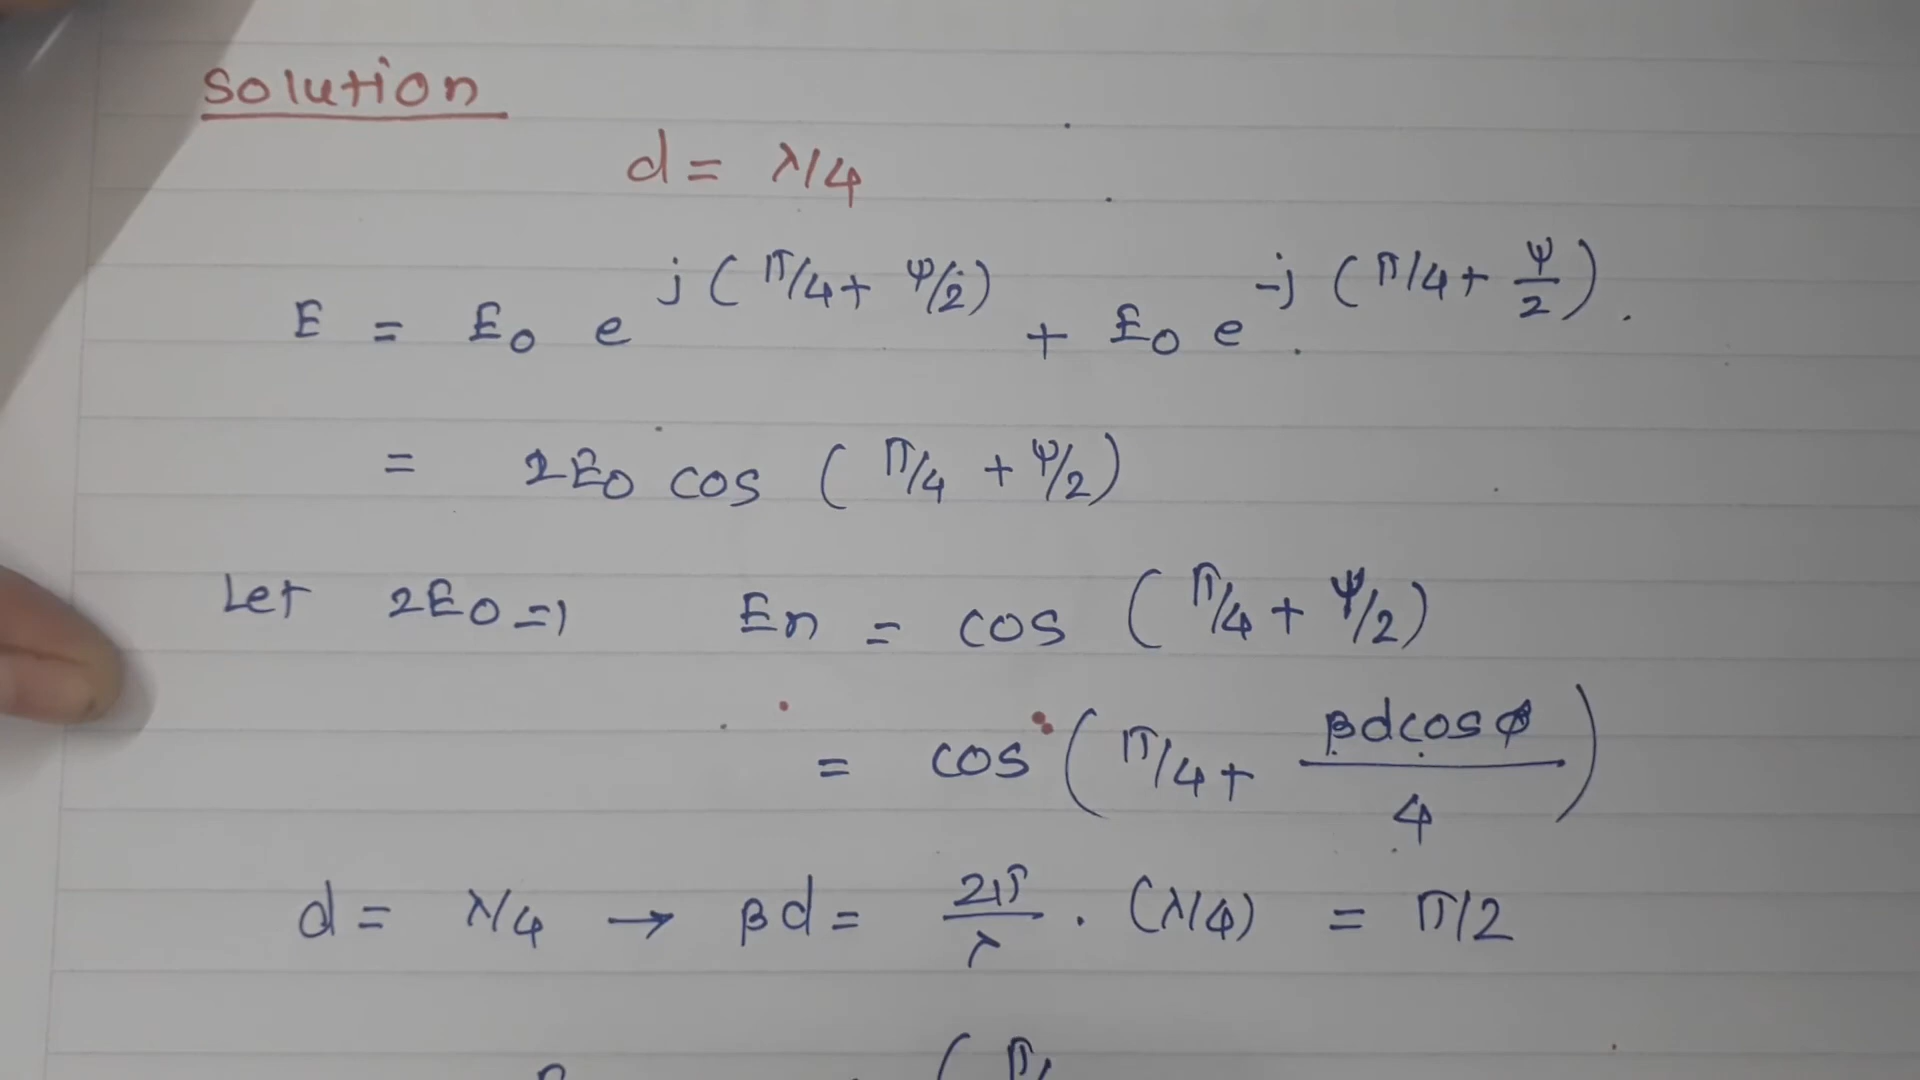 Solution
d = λ/4
E = E0 e^j(π/4 + ψ/2) + E0 e^-j(π/4 + ψ/2).
= 2E0 cos (π/4 + ψ/2)
Let 2E0 = 1 En = cos (π/4 + ψ/2)
= cos (π/4 + βd cos φ / 4)
d = λ/4 → βd = 2π/λ . (λ/4) = π/2